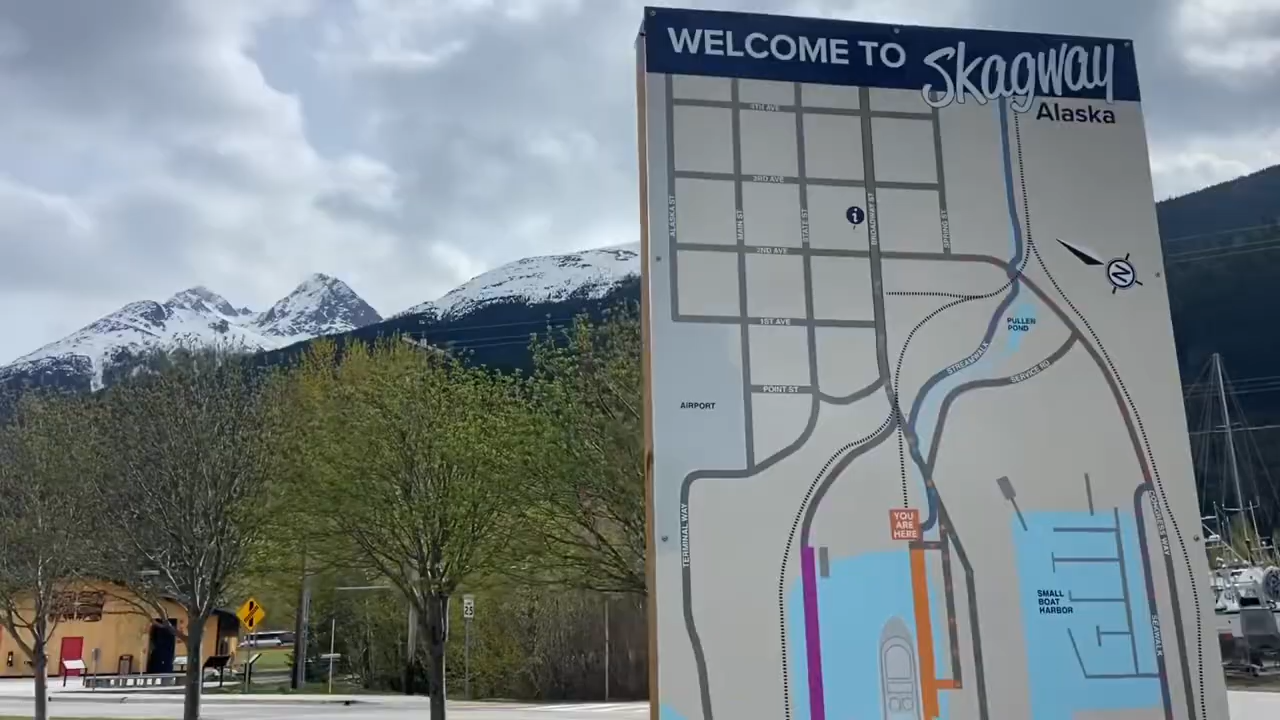 WELCOME TO Skagway
Alaska
4TH AVE
3RD AVE
ALASKA ST
MAIN ST
STATE ST
BROADWAY ST
SPRING ST
i
2ND AVE
N
1ST AVE
PULLEN
POND
STREAMWALK
SERVICE RD
POINT ST
AIRPORT
TERMINAL WAY
YOU
ARE
HERE
CONGRESS WAY
SMALL
BOAT
HARBOR
SEAWALK
25